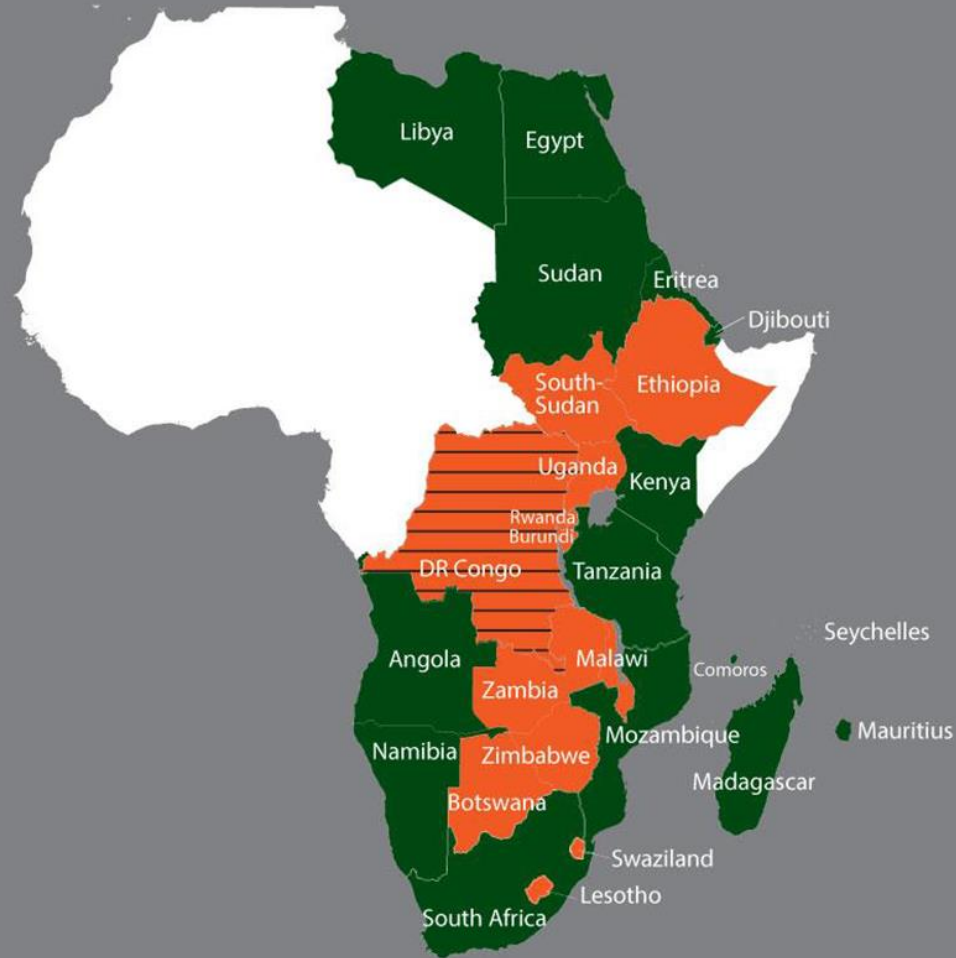 Libya
Egypt
Sudan
Eritrea
Djibouti
South-
Sudan
Ethiopia
Uganda
Kenya
Rwanda
Burundi
DR Congo
Tanzania
Seychelles
Angola
Malawi
Comoros
Zambia
Mauritius
Mozambique
Namibia
Zimbabwe
Madagascar
Botswana
Swaziland
Lesotho
South Africa